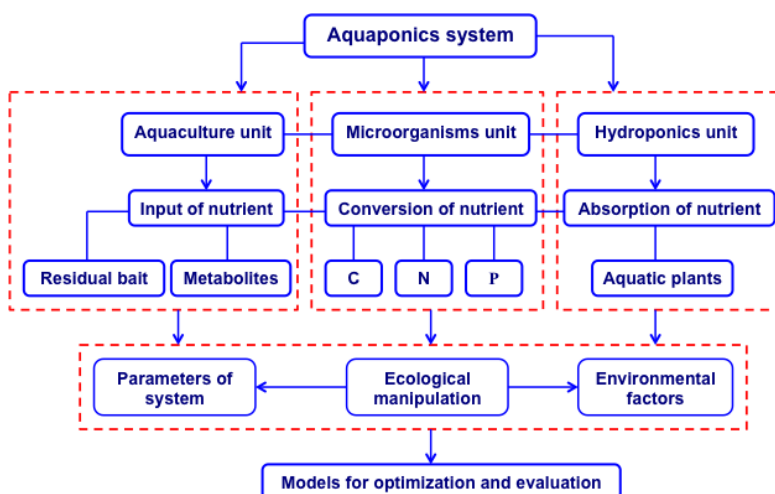 Aquaponics system
Aquaculture unit
Microorganisms unit
Hydroponics unit
Input of nutrient
Conversion of nutrient
Absorption of nutrient
Residual bait
Metabolites
C
N
P
Aquatic plants
Parameters of
system
Ecological
manipulation
Environmental
factors
Models for optimization and evaluation